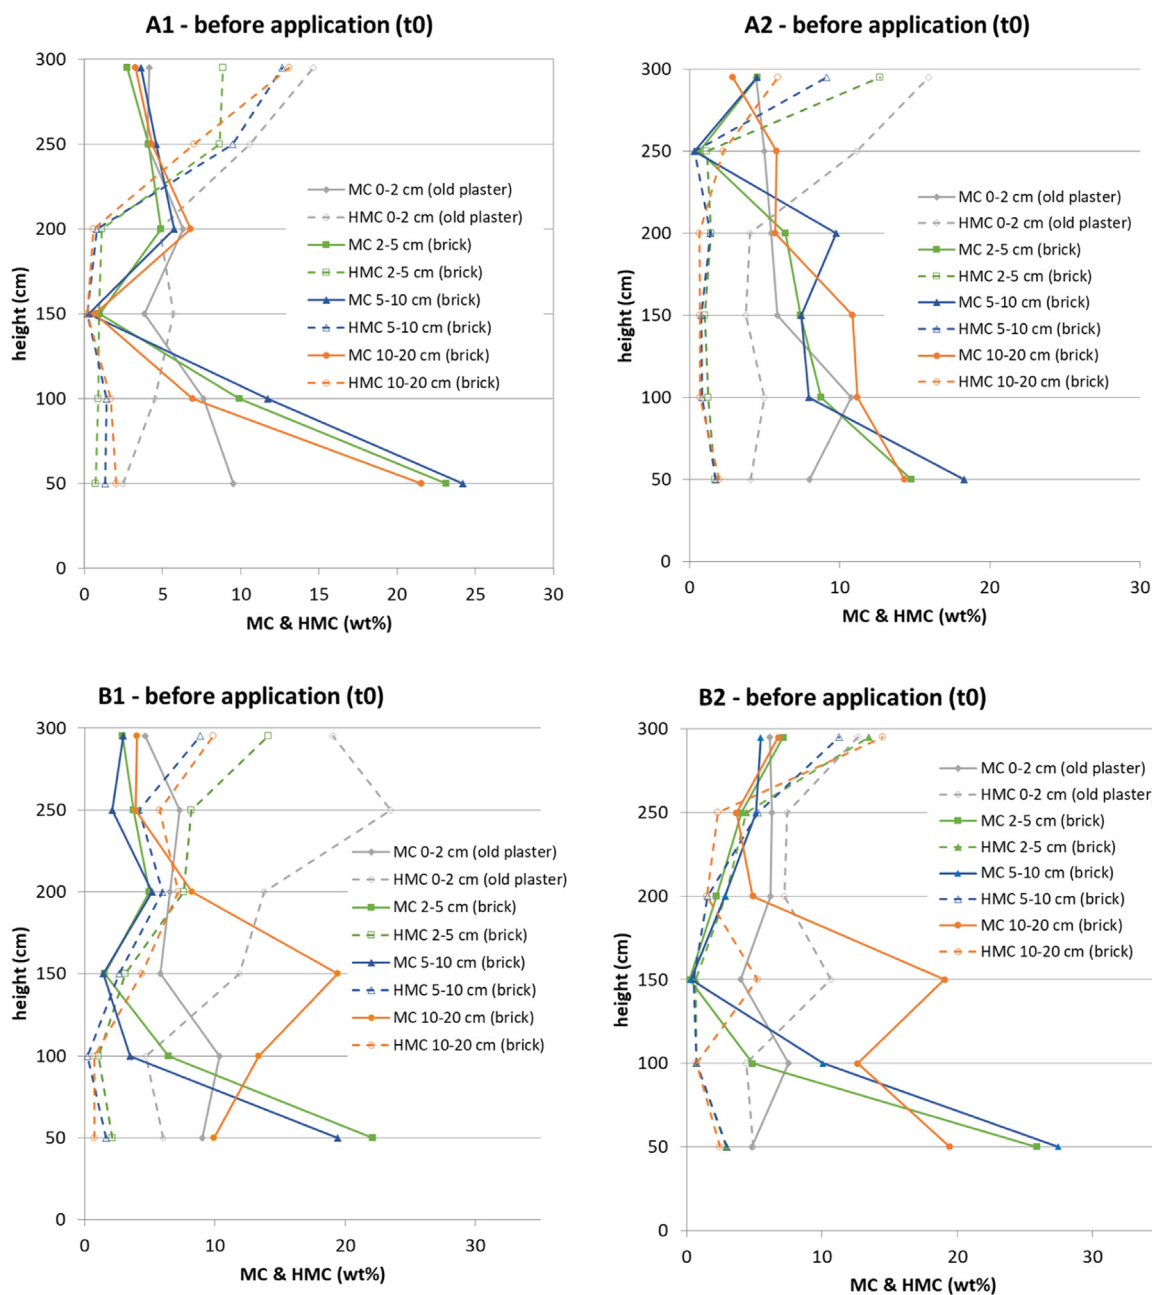 A1 - before application (t0)
300
250
200
150
100
50
0
height (cm)
MC 0-2 cm (old plaster)
HMC 0-2 cm (old plaster)
MC 2-5 cm (brick)
HMC 2-5 cm (brick)
MC 5-10 cm (brick)
HMC 5-10 cm (brick)
MC 10-20 cm (brick)
HMC 10-20 cm (brick)
0 5 10 15 20 25 30
MC & HMC (wt%)
A2 - before application (t0)
300
250
200
150
100
50
0
height (cm)
MC 0-2 cm (old plaster)
HMC 0-2 cm (old plaster)
MC 2-5 cm (brick)
HMC 2-5 cm (brick)
MC 5-10 cm (brick)
HMC 5-10 cm (brick)
MC 10-20 cm (brick)
HMC 10-20 cm (brick)
0 10 20 30
MC & HMC (wt%)
B1 - before application (t0)
300
250
200
150
100
50
0
height (cm)
MC 0-2 cm (old plaster)
HMC 0-2 cm (old plaster)
MC 2-5 cm (brick)
HMC 2-5 cm (brick)
MC 5-10 cm (brick)
HMC 5-10 cm (brick)
MC 10-20 cm (brick)
HMC 10-20 cm (brick)
0 10 20 30
MC & HMC (wt%)
B2 - before application (t0)
300
250
200
150
100
50
0
height (cm)
MC 0-2 cm (old plaster)
HMC 0-2 cm (old plaster
MC 2-5 cm (brick)
HMC 2-5 cm (brick)
MC 5-10 cm (brick)
HMC 5-10 cm (brick)
MC 10-20 cm (brick)
HMC 10-20 cm (brick)
0 10 20 30
MC & HMC (wt%)